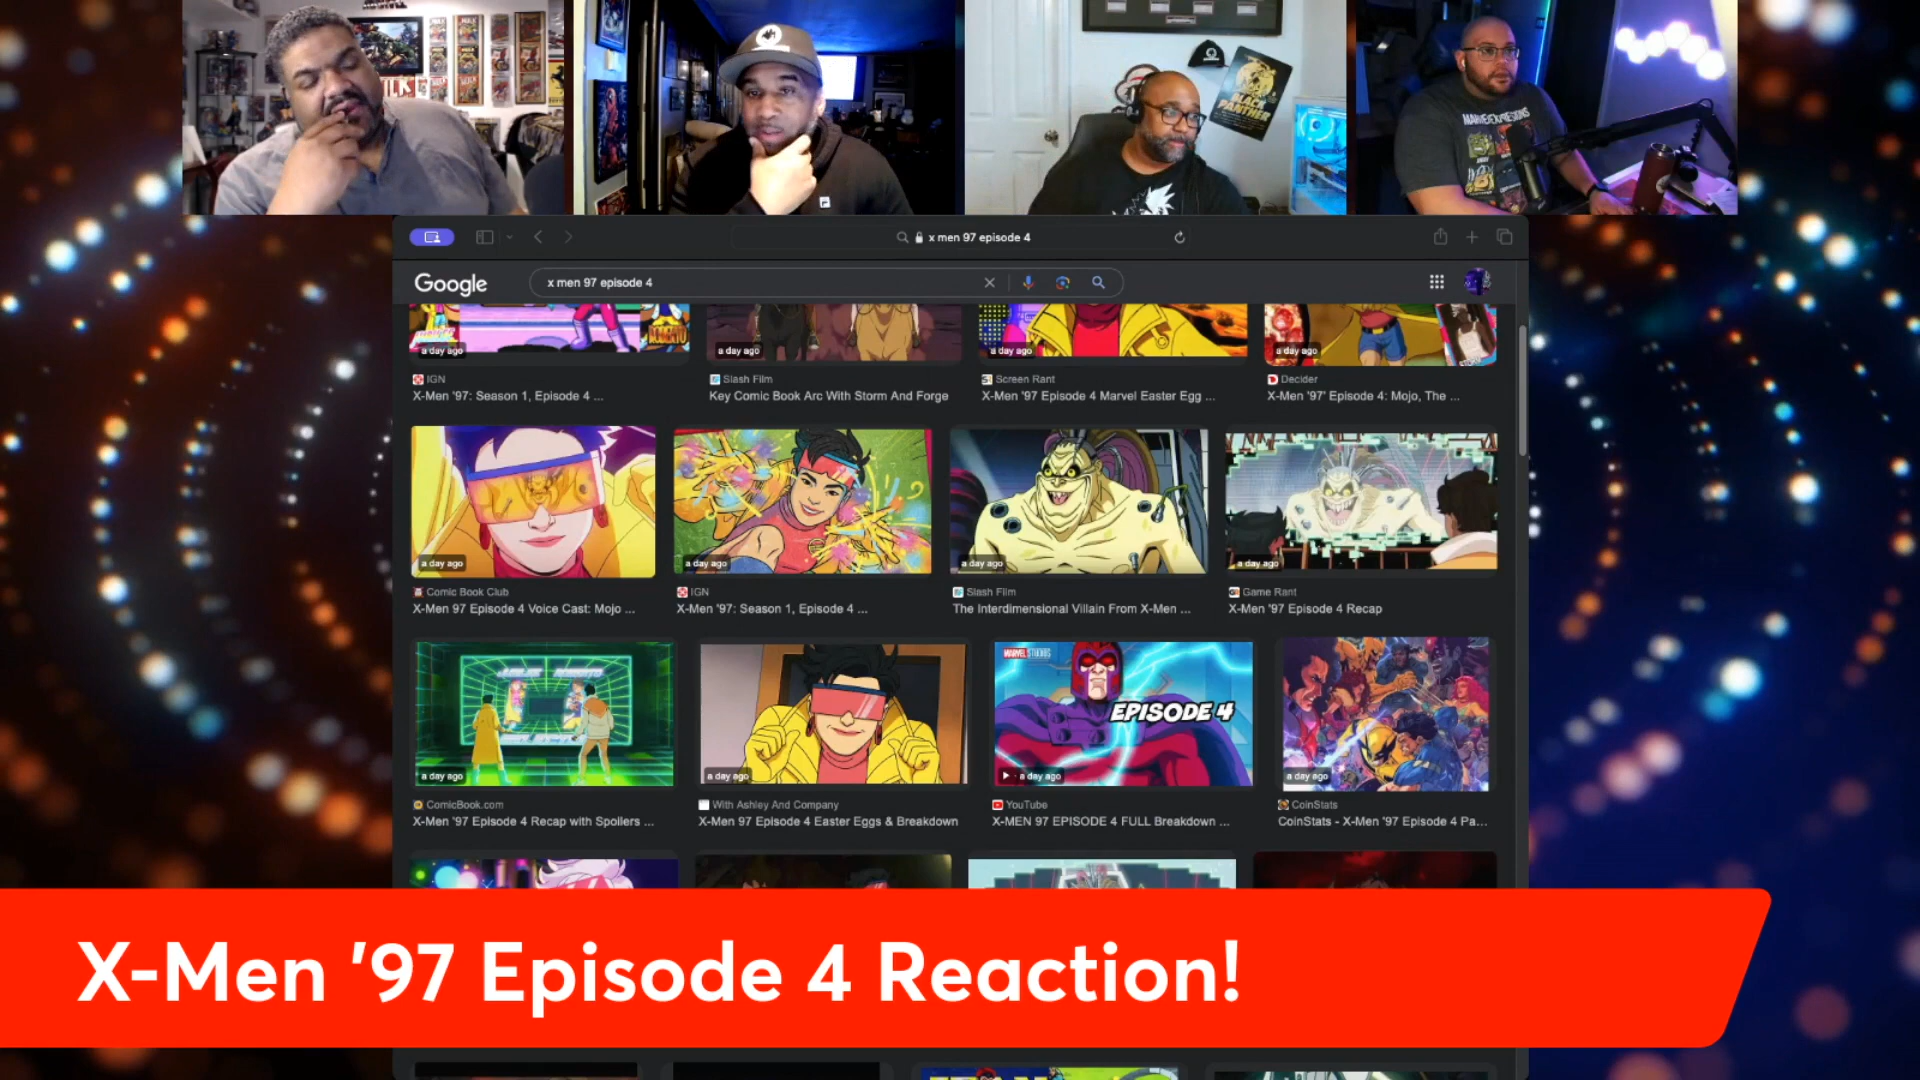 BLACK PANTHER
x men 97 episode 4
Google
x men 97 episode 4
ROBERTO
a day ago
a day ago
a day ago
a day ago
IGN
X-Men '97: Season 1, Episode 4 ...
Slash Film
Key Comic Book Arc With Storm And Forge
Screen Rant
X-Men '97 Episode 4 Marvel Easter Egg ...
Decider
X-Men '97' Episode 4: Mojo, The ...
a day ago
a day ago
a day ago
a day ago
Comic Book Club
X-Men 97 Episode 4 Voice Cast: Mojo ...
IGN
X-Men '97: Season 1, Episode 4 ...
Slash Film
The Interdimensional Villain From X-Men ...
Game Rant
X-Men '97 Episode 4 Recap
JUBILEE ROBERTO
MARVEL STUDIOS
EPISODE 4
a day ago
a day ago
a day ago
a day ago
ComicBook.com
X-Men '97 Episode 4 Recap with Spoilers ...
With Ashley And Company
X-Men 97 Episode 4 Easter Eggs & Breakdown
YouTube
X-MEN 97 EPISODE 4 FULL Breakdown ...
CoinStats
CoinStats - X-Men '97 Episode 4 Pa...
X-Men '97 Episode 4 Reaction!